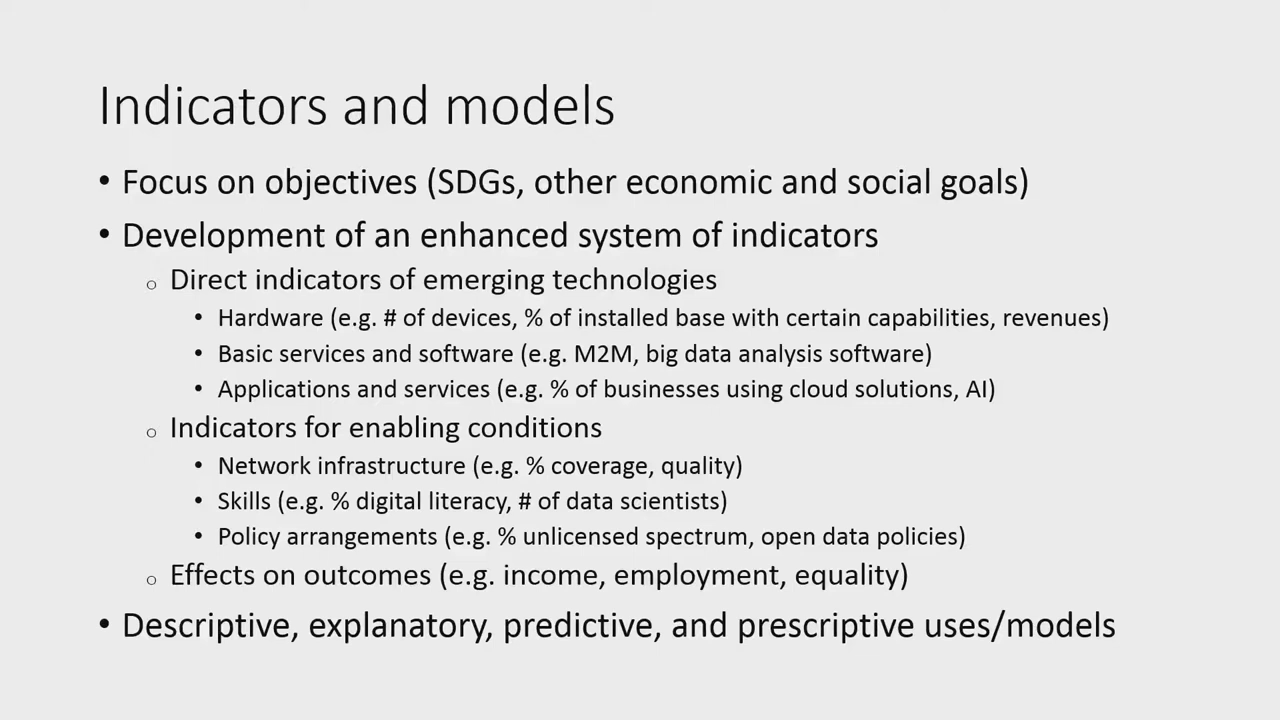 Indicators and models
• Focus on objectives (SDGs, other economic and social goals)
• Development of an enhanced system of indicators
○ Direct indicators of emerging technologies
• Hardware (e.g. # of devices, % of installed base with certain capabilities, revenues)
• Basic services and software (e.g. M2M, big data analysis software)
• Applications and services (e.g. % of businesses using cloud solutions, AI)
○ Indicators for enabling conditions
• Network infrastructure (e.g. % coverage, quality)
• Skills (e.g. % digital literacy, # of data scientists)
• Policy arrangements (e.g. % unlicensed spectrum, open data policies)
○ Effects on outcomes (e.g. income, employment, equality)
• Descriptive, explanatory, predictive, and prescriptive uses/models